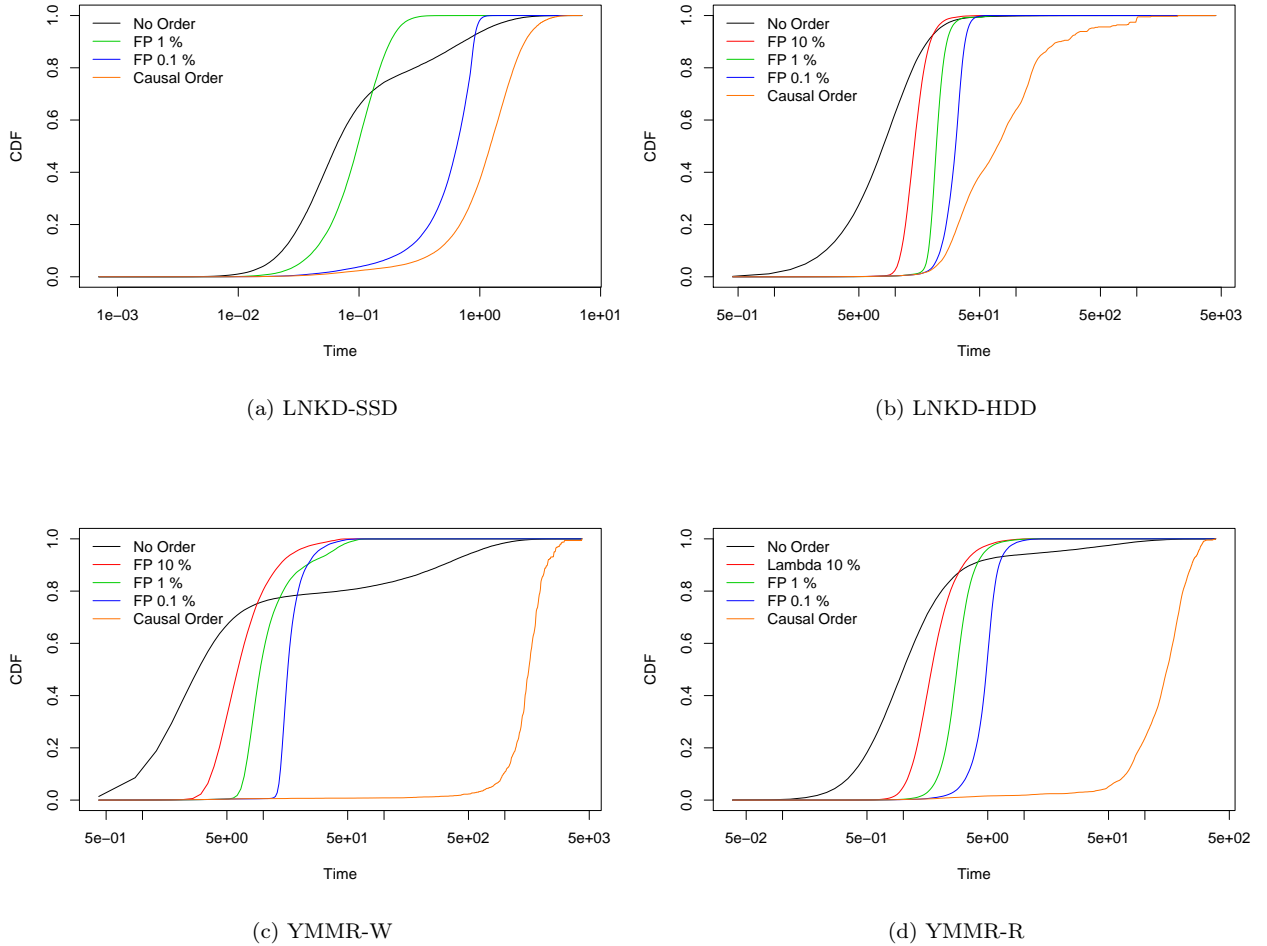 No Order
FP 1 %
FP 0.1 %
Causal Order
CDF
0.0
0.2
0.4
0.6
0.8
1.0
1e−03
1e−02
1e−01
1e+00
1e+01
Time
(a) LNKD-SSD
No Order
FP 10 %
FP 1 %
FP 0.1 %
Causal Order
CDF
0.0
0.2
0.4
0.6
0.8
1.0
5e−01
5e+00
5e+01
5e+02
5e+03
Time
(b) LNKD-HDD
No Order
FP 10 %
FP 1 %
FP 0.1 %
Causal Order
CDF
0.0
0.2
0.4
0.6
0.8
1.0
5e−01
5e+00
5e+01
5e+02
5e+03
Time
(c) YMMR-W
No Order
Lambda 10 %
FP 1 %
FP 0.1 %
Causal Order
CDF
0.0
0.2
0.4
0.6
0.8
1.0
5e−02
5e−01
5e+00
5e+01
5e+02
Time
(d) YMMR-R